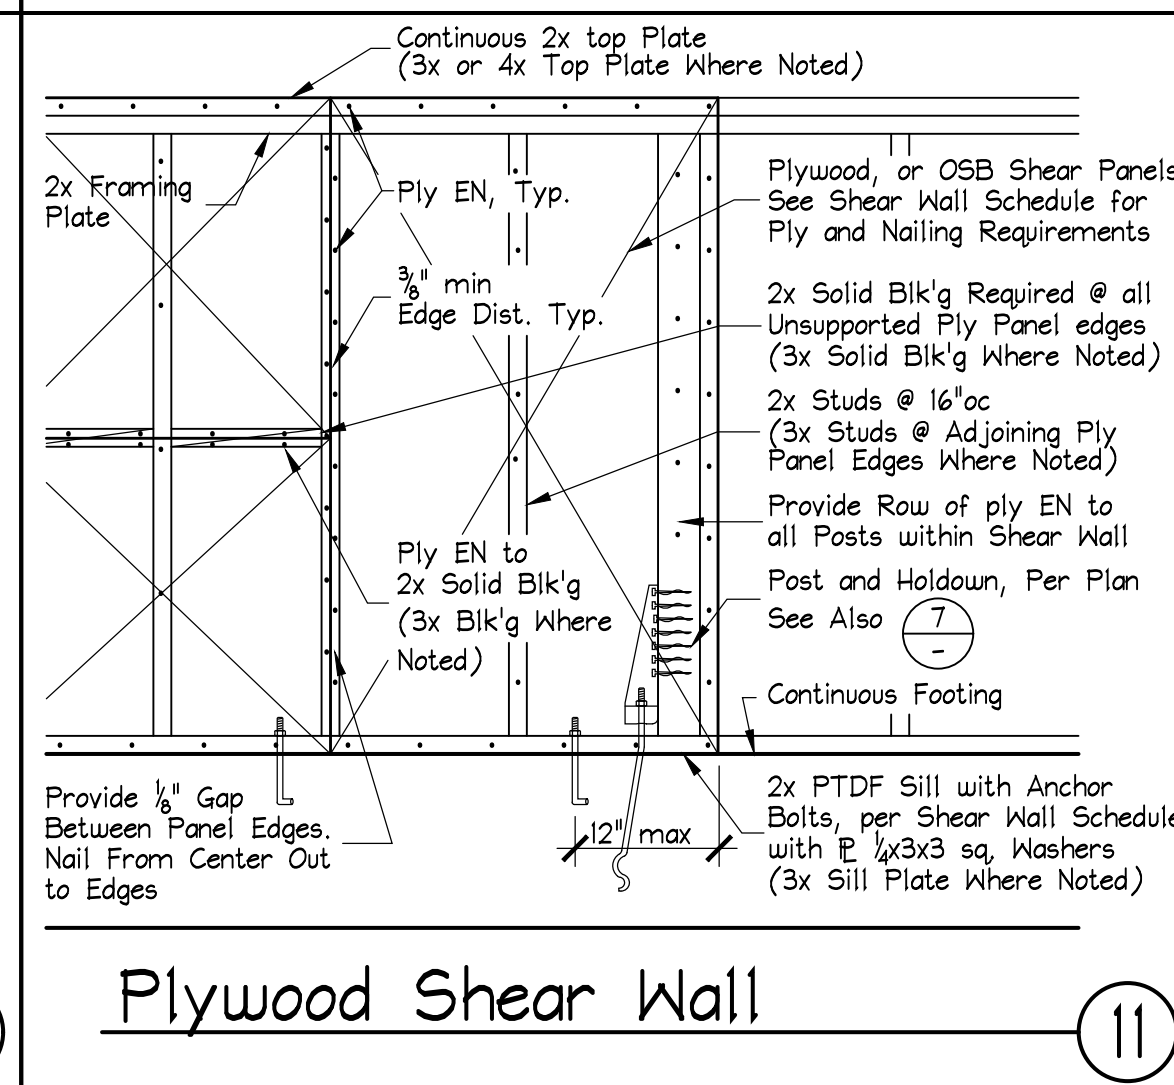 Continuous 2x top Plate
(3x or 4x Top Plate Where Noted)
2x Framing
Plate
Ply EN, Typ.
3/8" min
Edge Dist. Typ.
Ply EN to
2x Solid Blk'g
(3x Blk'g Where
Noted)
Plywood, or OSB Shear Panels
See Shear Wall Schedule for
Ply and Nailing Requirements
2x Solid Blk'g Required @ all
Unsupported Ply Panel edges
(3x Solid Blk'g Where Noted)
2x Studs @ 16"oc
(3x Studs @ Adjoining Ply
Panel Edges Where Noted)
Provide Row of ply EN to
all Posts within Shear Wall
Post and Holdown, Per Plan
See Also 7
-
Continuous Footing
2x PTDF Sill with Anchor
Bolts, per Shear Wall Schedule
with PL 1/4x3x3 sq. Washers
(3x Sill Plate Where Noted)
Provide 1/8" Gap
Between Panel Edges.
Nail From Center Out
to Edges
12" max
Plywood Shear Wall
11